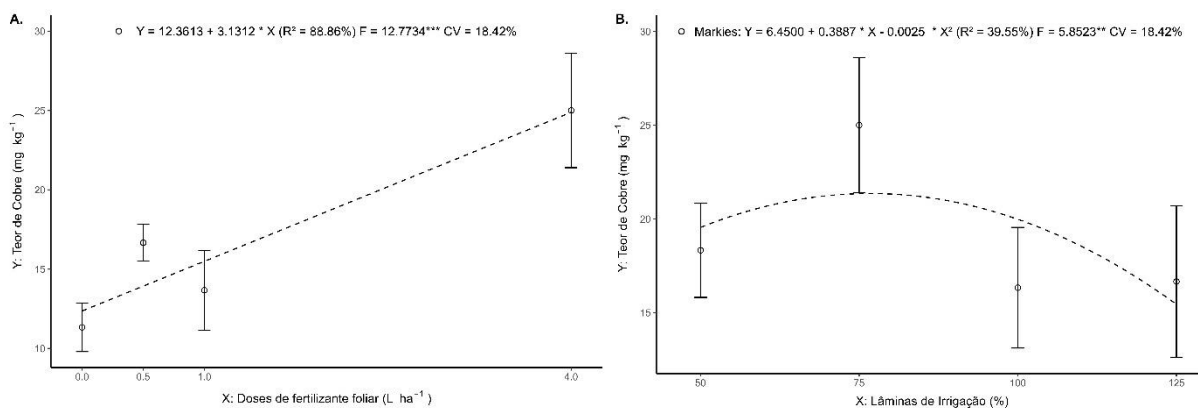 A.
Y = 12.3613 + 3.1312 * X (R² = 88.86%) F = 12.7734*** CV = 18.42%
30
25
20
15
10
Y: Teor de Cobre (mg kg⁻¹)
0.0 0.5 1.0 4.0
X: Doses de fertilizante foliar (L ha⁻¹)
B.
Markies: Y = 6.4500 + 0.3887 * X - 0.0025 * X² (R² = 39.55%) F = 5.8523** CV = 18.42%
30
25
20
15
Y: Teor de Cobre (mg kg⁻¹)
50 75 100 125
X: Lâminas de Irrigação (%)